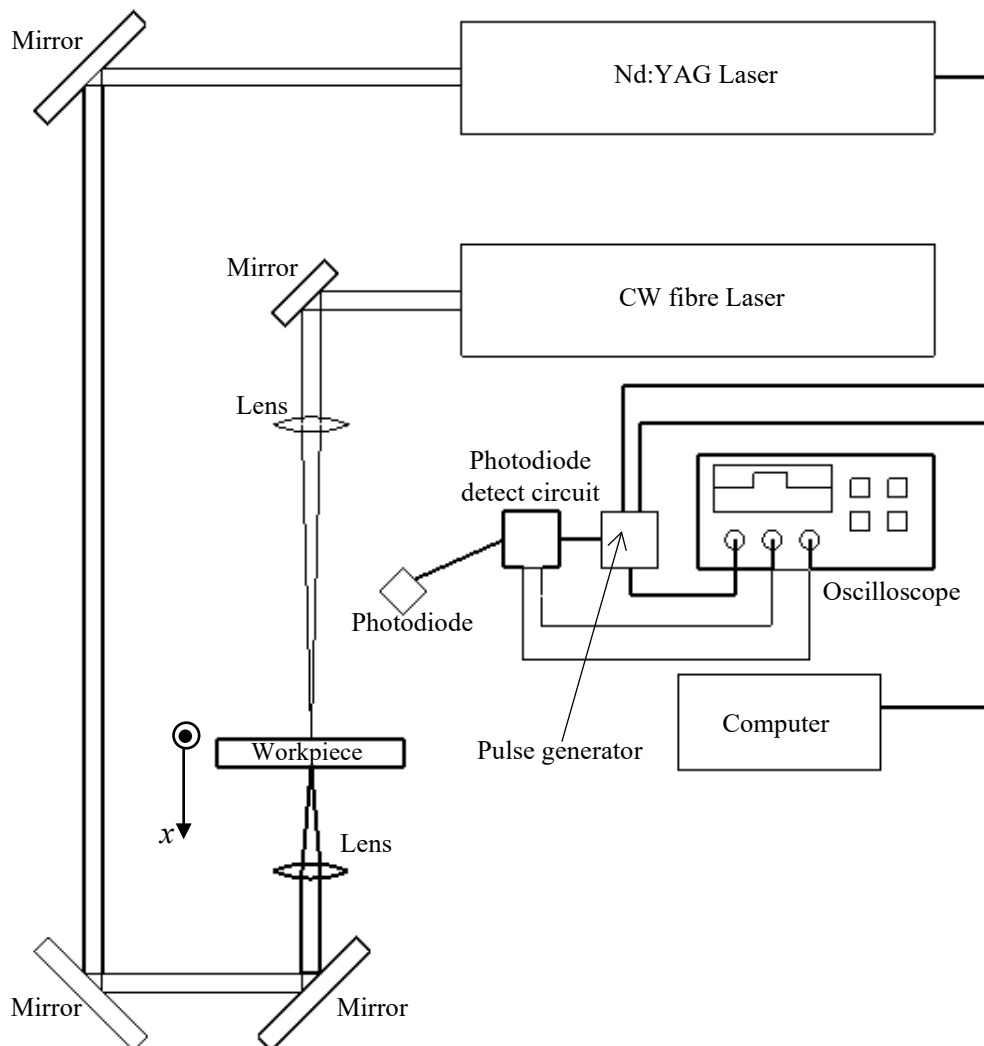 Mirror
Nd:YAG Laser
Mirror
CW fibre Laser
Lens
Photodiode
detect circuit
Photodiode
Oscilloscope
Workpiece
Pulse generator
Computer
x
Lens
Mirror
Mirror